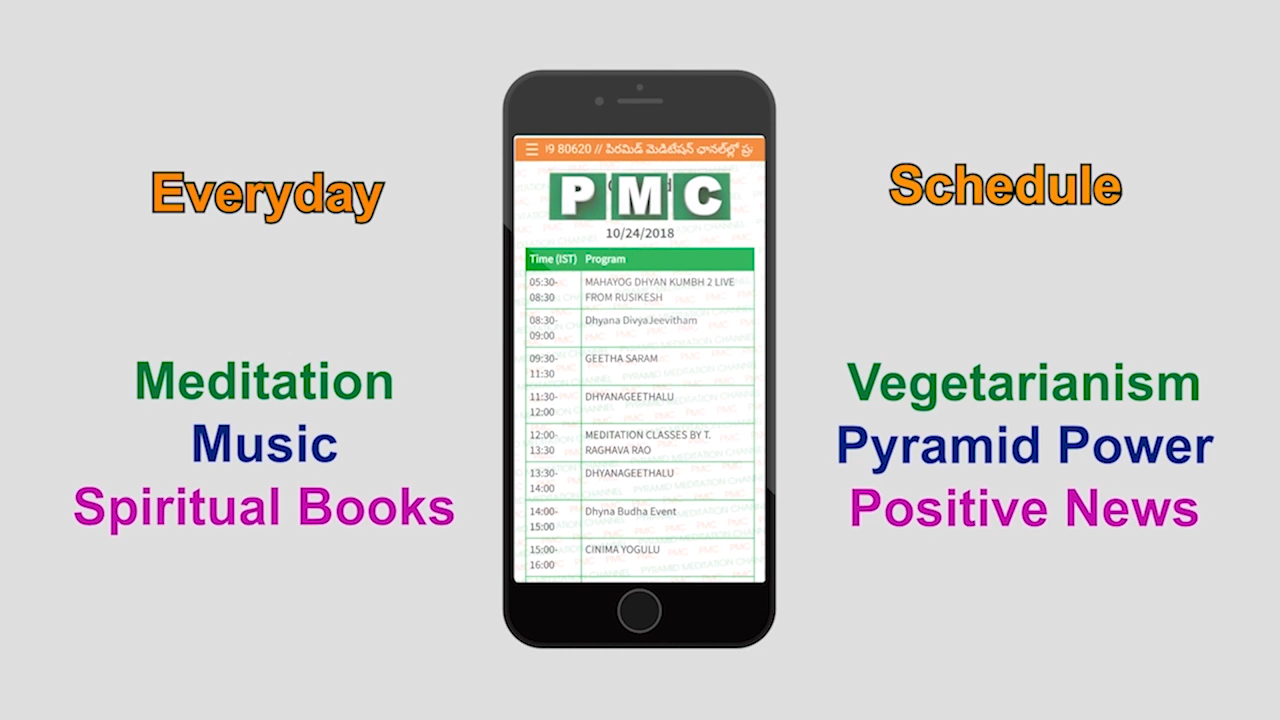 Everyday
Schedule
Meditation
Music
Spiritual Books
Vegetarianism
Pyramid Power
Positive News
☰ 99 80620 // పిరమిడ్ మెడిటేషన్ ఛానల్‌ల్లో
PMC
10/24/2018
Time (IST) Program
05:30- MAHAYOG DHYAN KUMBH 2 LIVE
08:30 FROM RUSIKESH
08:30- Dhyana DivyaJeevitham
09:00
09:30- GEETHA SARAM
11:30
11:30- DHYANAGEETHALU
12:00
12:00- MEDITATION CLASSES BY T.
13:30 RAGHAVA RAO
13:30- DHYANAGEETHALU
14:00
14:00- Dhyna Budha Event
15:00
15:00- CINIMA YOGULU
16:00